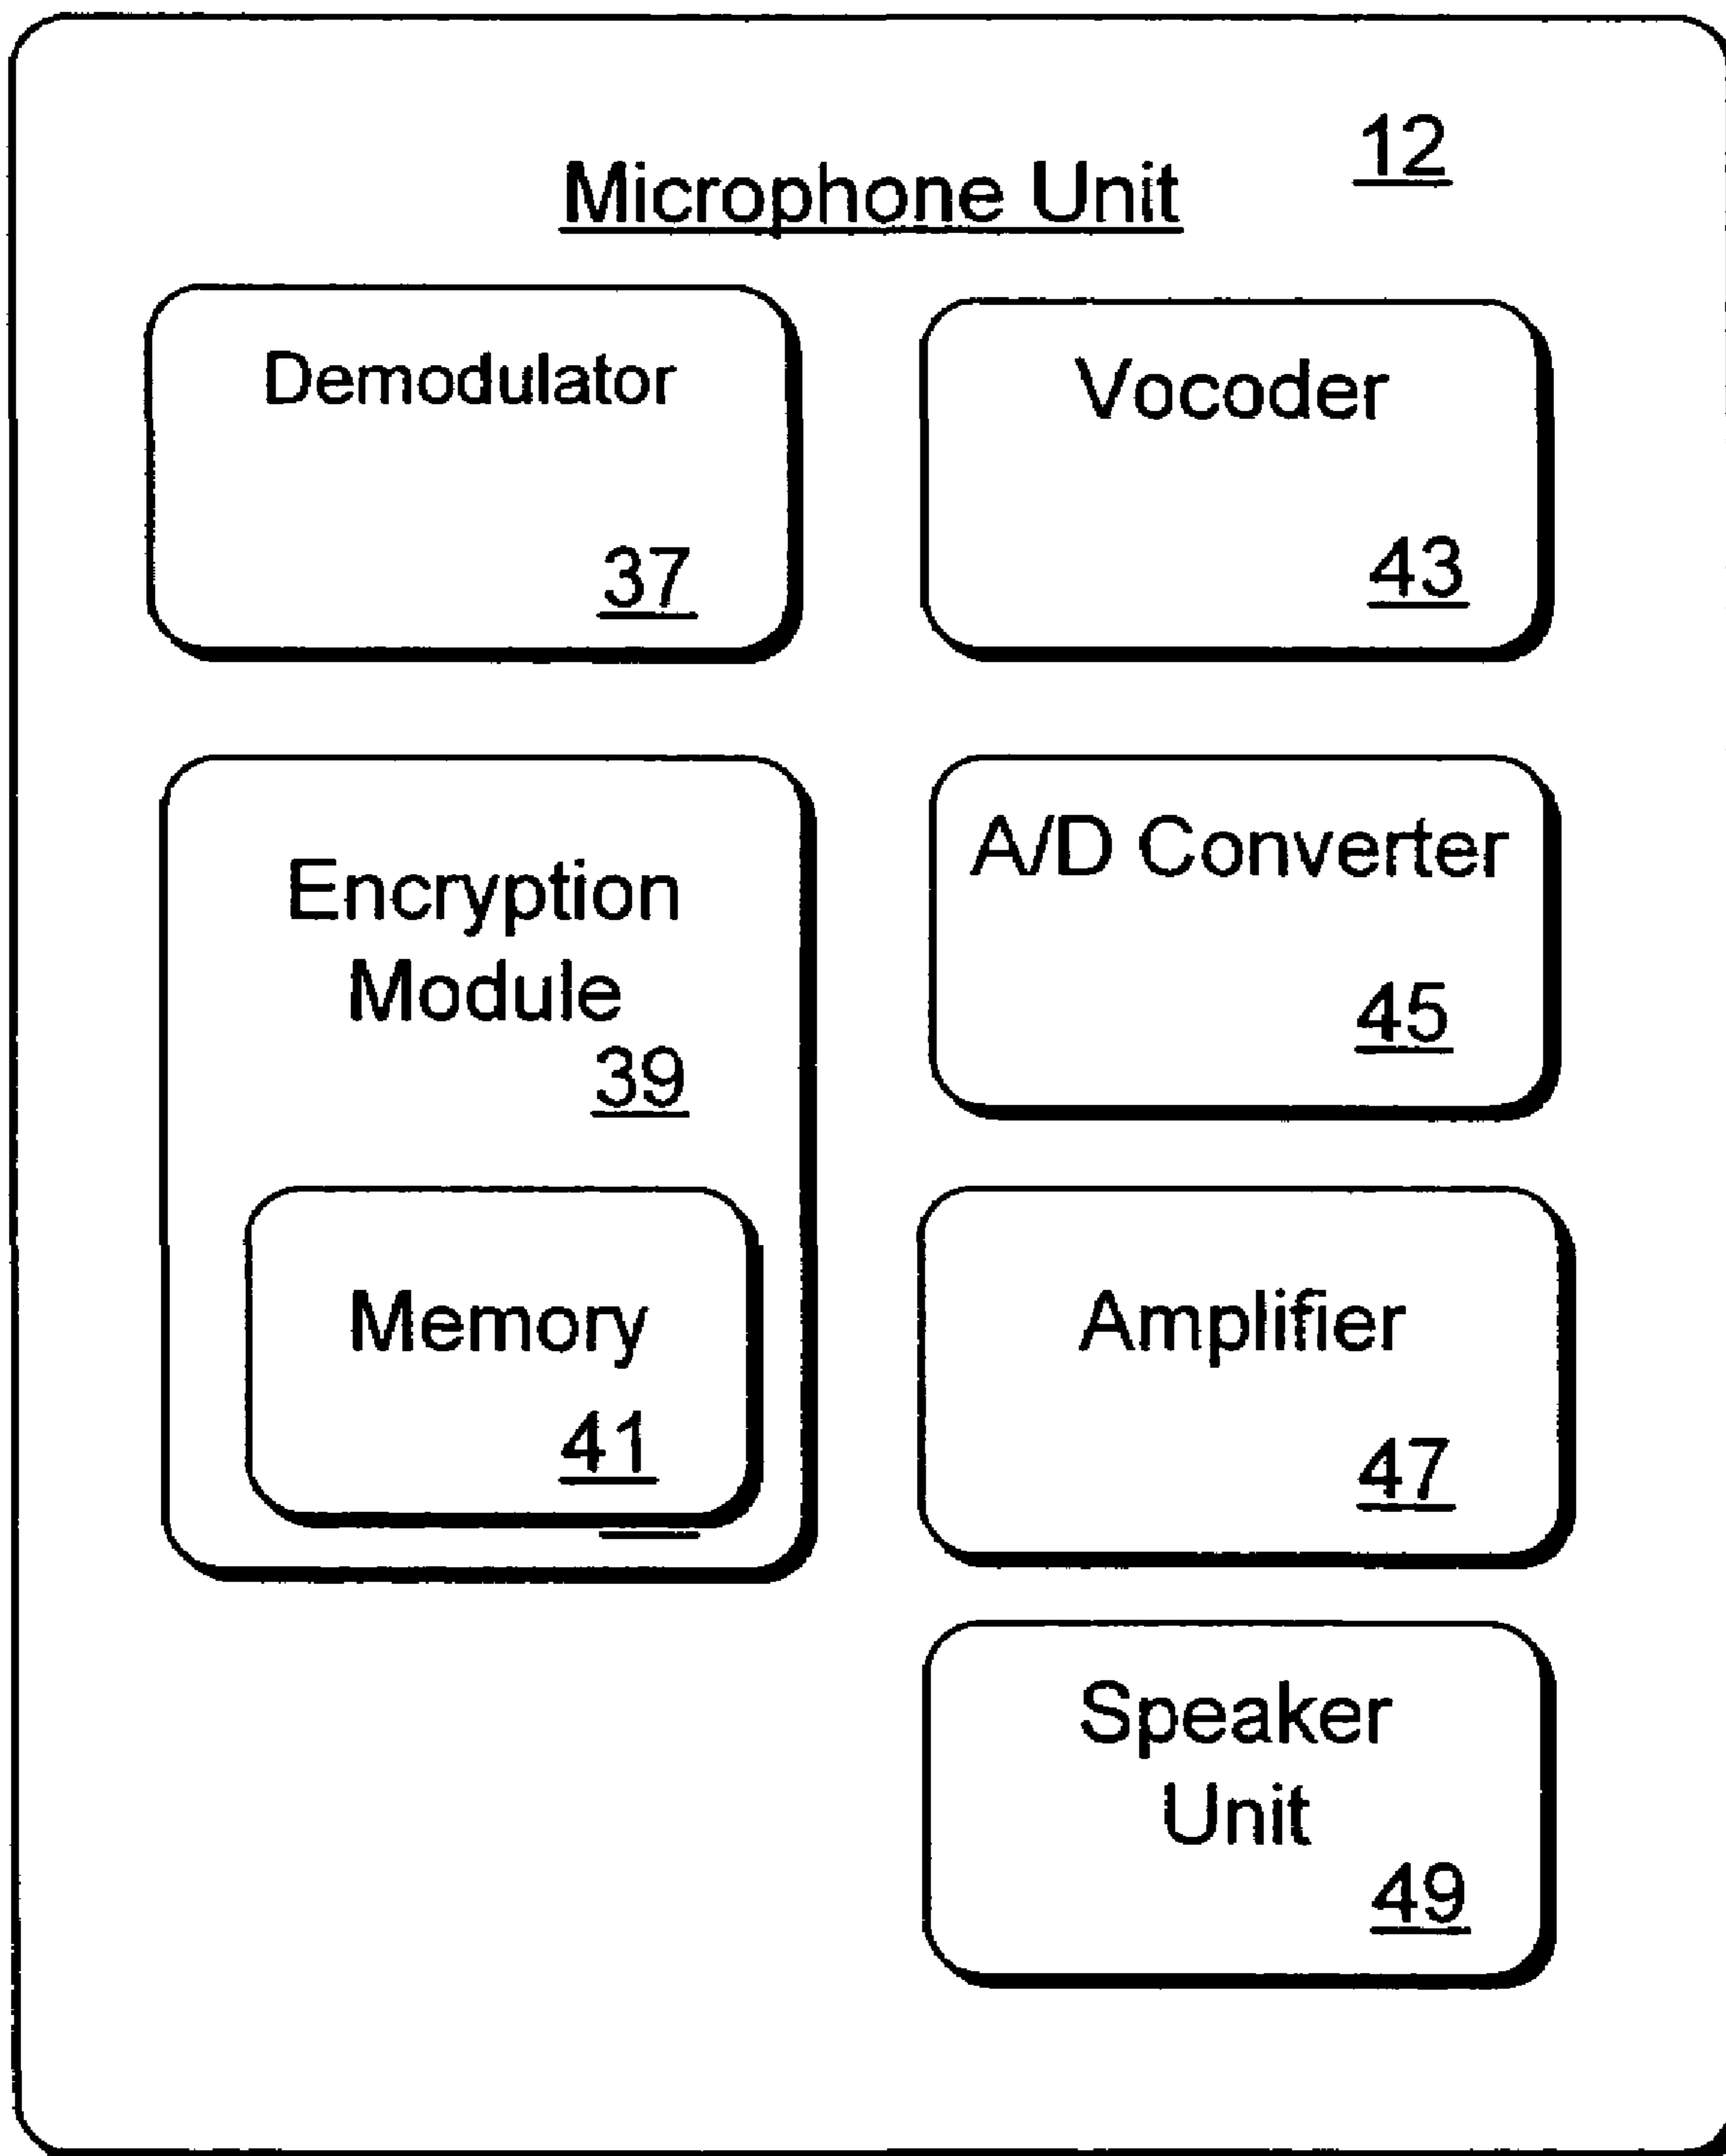 12
Microphone Unit
Demodulator
37
Vocoder
43
Encryption
Module
39
Memory
41
A/D Converter
45
Amplifier
47
Speaker
Unit
49